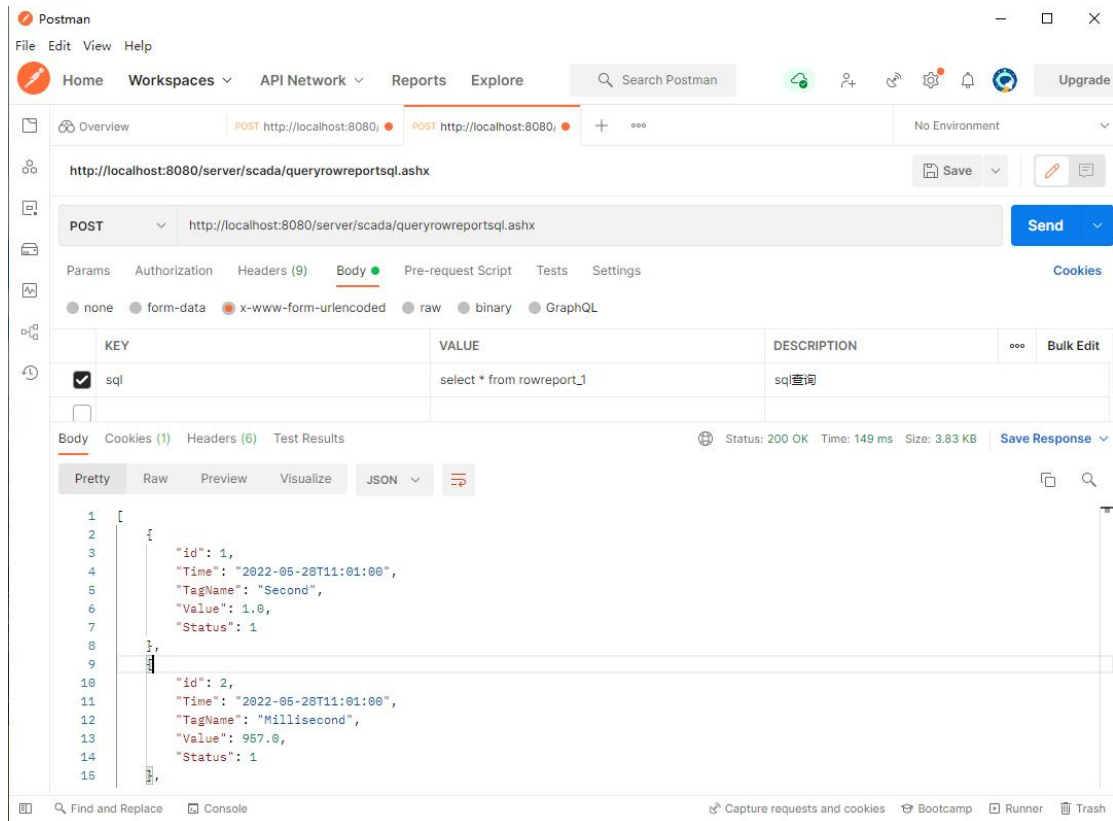 Postman
File Edit View Help
Home Workspaces API Network Reports Explore Search Postman Upgrade
Overview POST http://localhost:8080/ POST http://localhost:8080/ No Environment
http://localhost:8080/server/scada/queryrowreportsql.ashx Save
POST http://localhost:8080/server/scada/queryrowreportsql.ashx Send
Params Authorization Headers (9) Body Pre-request Script Tests Settings Cookies
none form-data x-www-form-urlencoded raw binary GraphQL
KEY VALUE DESCRIPTION Bulk Edit
sql select * from rowreport_1 sql查询
Body Cookies (1) Headers (6) Test Results Status: 200 OK Time: 149 ms Size: 3.83 KB Save Response
Pretty Raw Preview Visualize JSON
1 [
2 {
3 "id": 1,
4 "Time": "2022-05-28T11:01:00",
5 "TagName": "Second",
6 "Value": 1.0,
7 "Status": 1
8 },
9 {
10 "id": 2,
11 "Time": "2022-05-28T11:01:00",
12 "TagName": "Millisecond",
13 "Value": 957.0,
14 "Status": 1
15 },
Find and Replace Console Capture requests and cookies Bootcamp Runner Trash